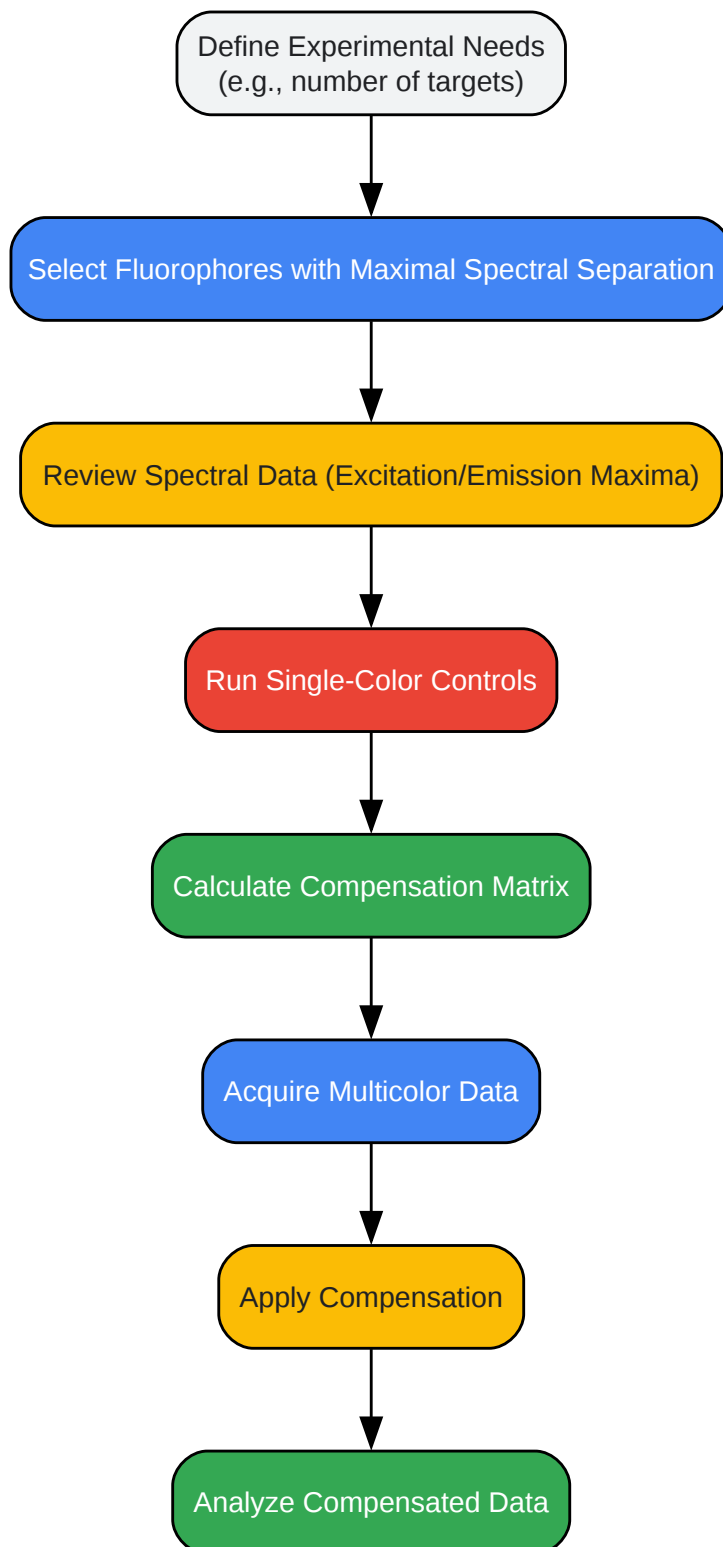 Define Experimental Needs
(e.g., number of targets)
Select Fluorophores with Maximal Spectral Separation
Review Spectral Data (Excitation/Emission Maxima)
Run Single-Color Controls
Calculate Compensation Matrix
Acquire Multicolor Data
Apply Compensation
Analyze Compensated Data